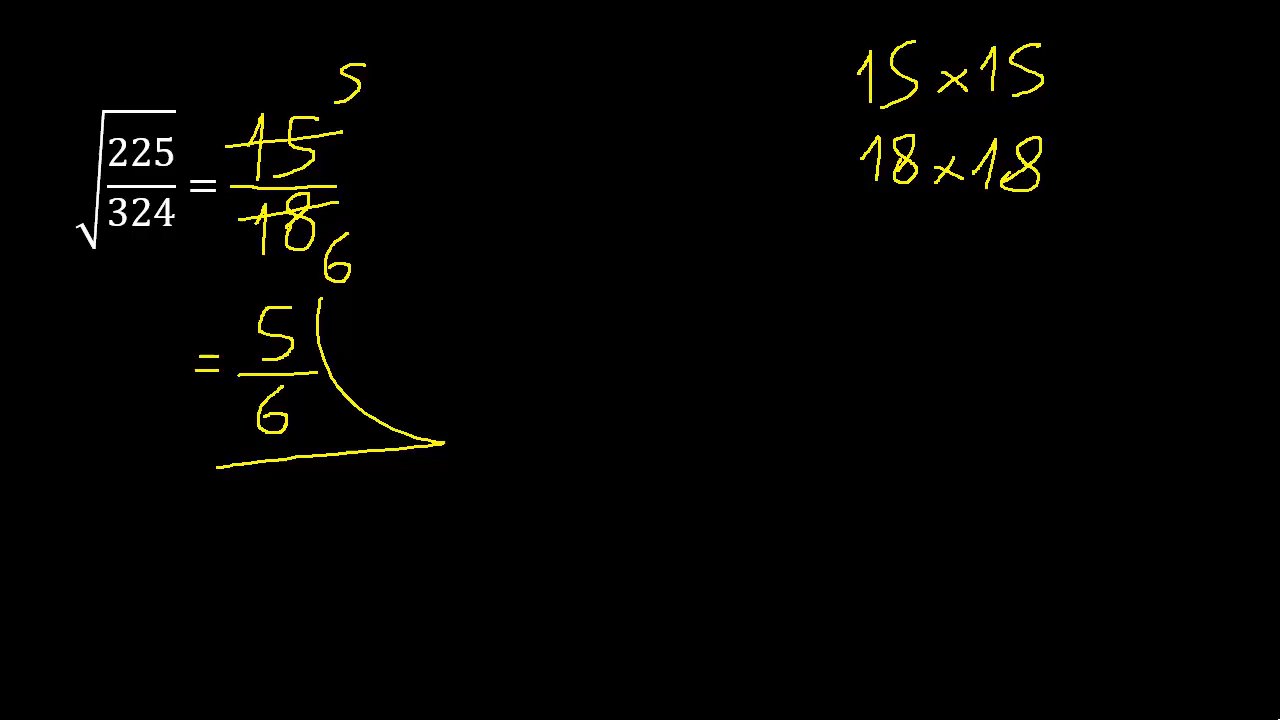 √(225/324) = 15/18 5 6
= 5/6
15 × 15
18 × 18